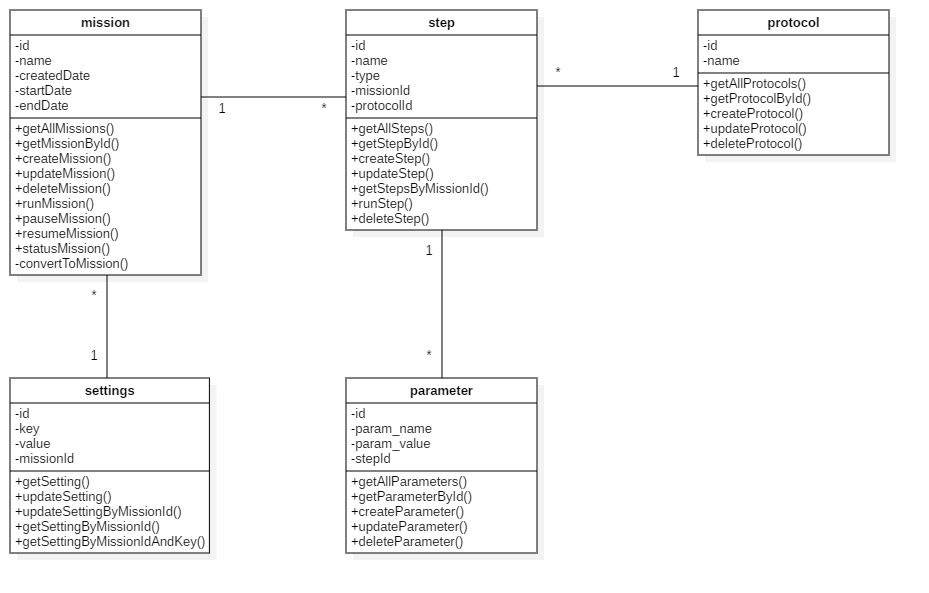 mission
-id
-name
-createdDate
-startDate
-endDate
+getAllMissions()
+getMissionById()
+createMission()
+updateMission()
+deleteMission()
+runMission()
+pauseMission()
+resumeMission()
+statusMission()
-convertToMission()
1
*
step
-id
-name
-type
-missionId
-protocolId
+getAllSteps()
+getStepById()
+createStep()
+updateStep()
+getStepsByMissionId()
+runStep()
+deleteStep()
*
1
protocol
-id
-name
+getAllProtocols()
+getProtocolById()
+createProtocol()
+updateProtocol()
+deleteProtocol()
*
1
settings
-id
-key
-value
-missionId
+getSetting()
+updateSetting()
+updateSettingByMissionId()
+getSettingByMissionId()
+getSettingByMissionIdAndKey()
1
*
parameter
-id
-param_name
-param_value
-stepId
+getAllParameters()
+getParameterById()
+createParameter()
+updateParameter()
+deleteParameter()